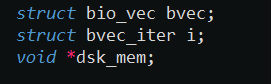 struct bio_vec bvec;
struct bvec_iter i;
void *dsk_mem;